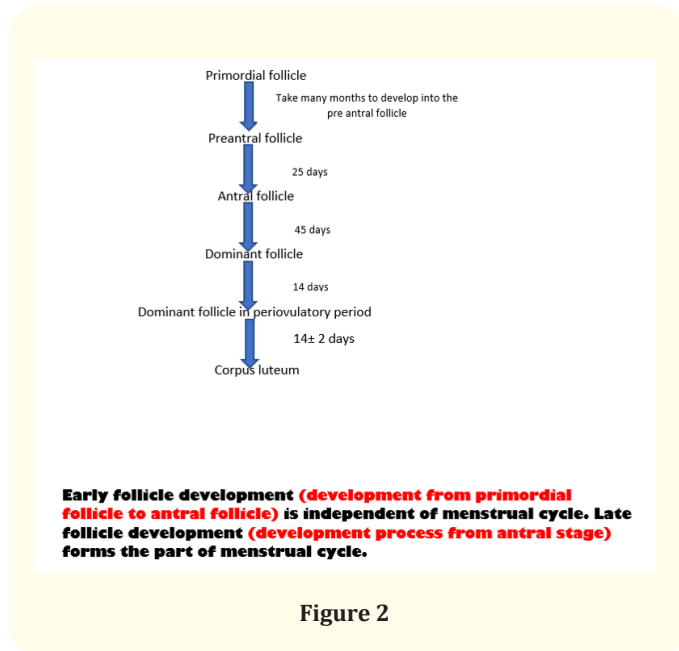 Primordial follicle
Take many months to develop into the
pre antral follicle
Preantral follicle
25 days
Antral follicle
45 days
Dominant follicle
14 days
Dominant follicle in periovulatory period
14± 2 days
Corpus luteum
Early follicle development (development from primordial
follicle to antral follicle) is independent of menstrual cycle. Late
follicle development (development process from antral stage)
forms the part of menstrual cycle.
Figure 2